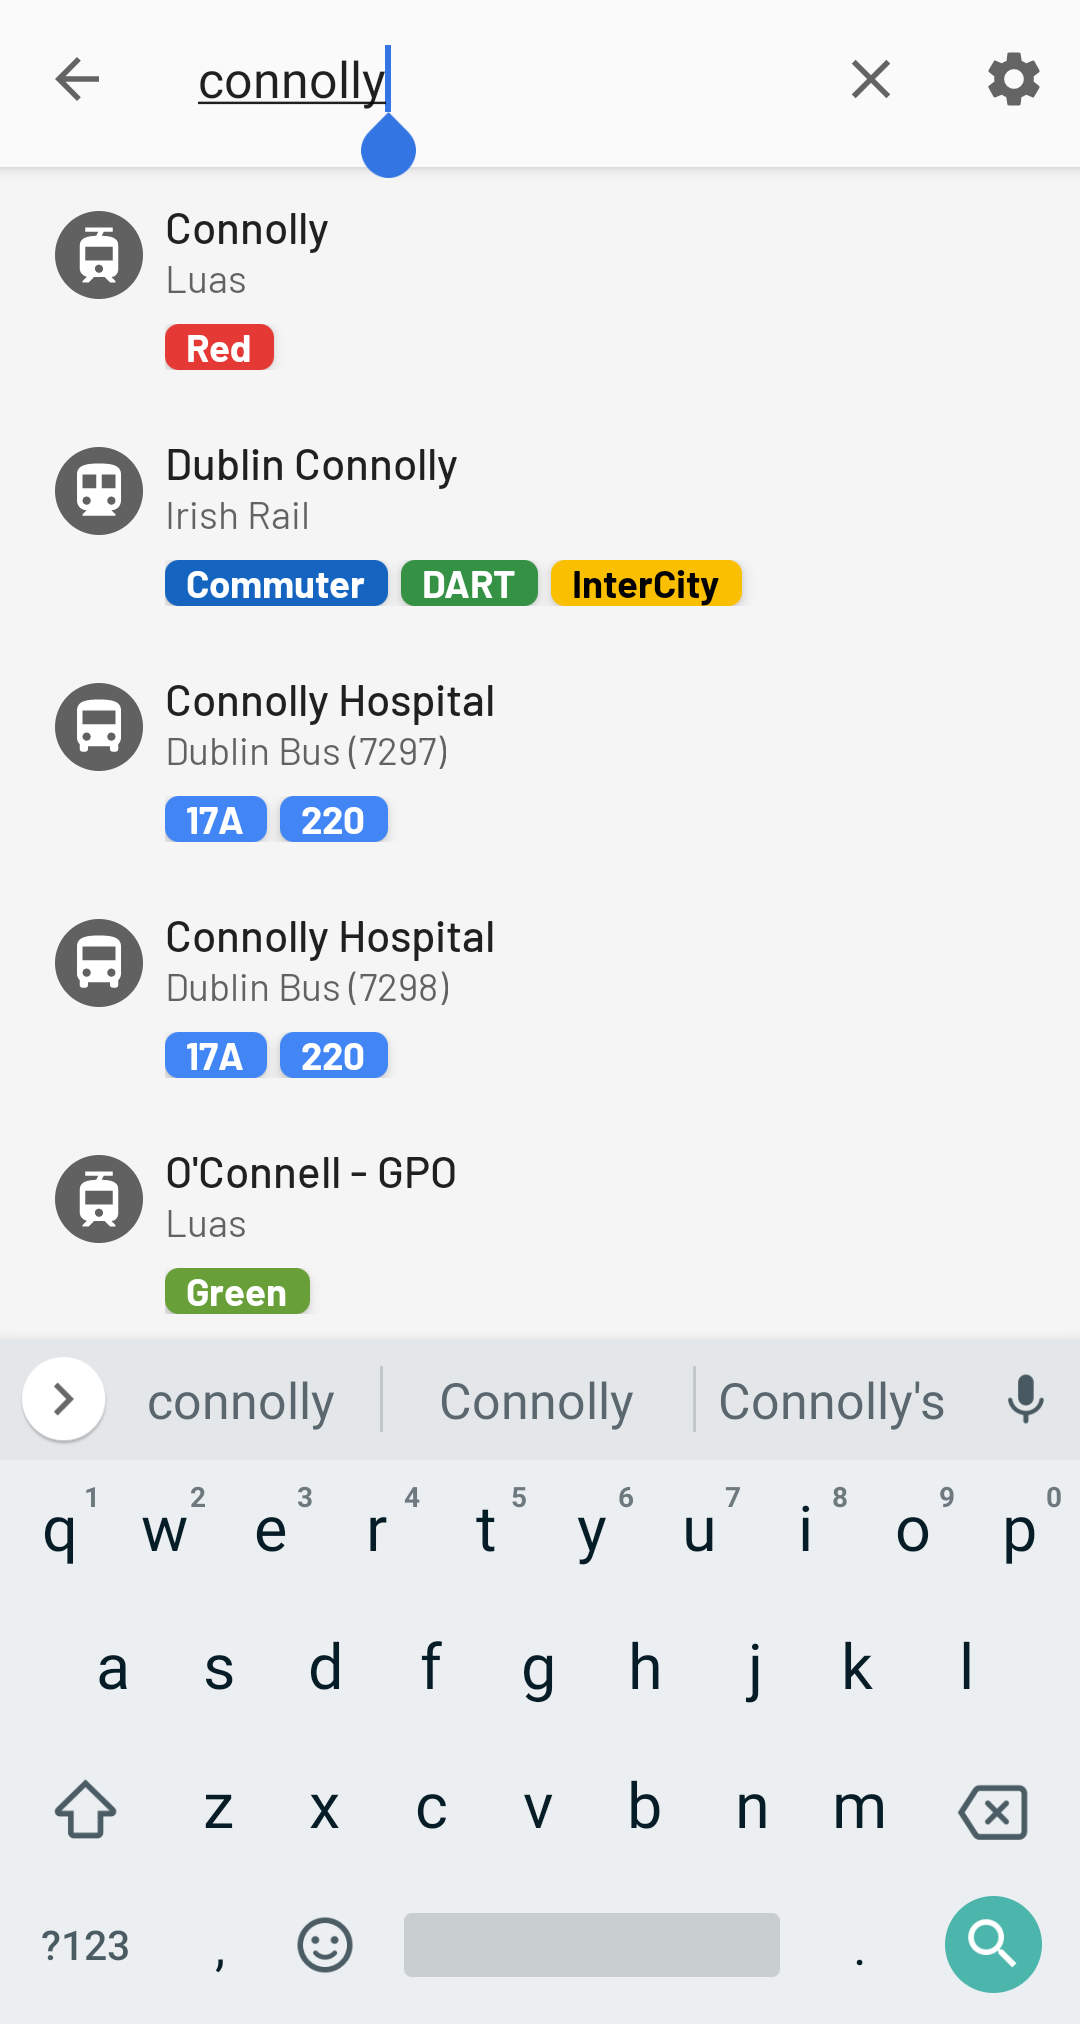 connolly
Connolly
Luas
Red
Dublin Connolly
Irish Rail
Commuter DART InterCity
Connolly Hospital
Dublin Bus (7297)
17A 220
Connolly Hospital
Dublin Bus (7298)
17A 220
O'Connell - GPO
Luas
Green
connolly Connolly Connolly's
1 2 3 4 5 6 7 8 9 0
q w e r t y u i o p
a s d f g h j k l
z x c v b n m
?123 , .